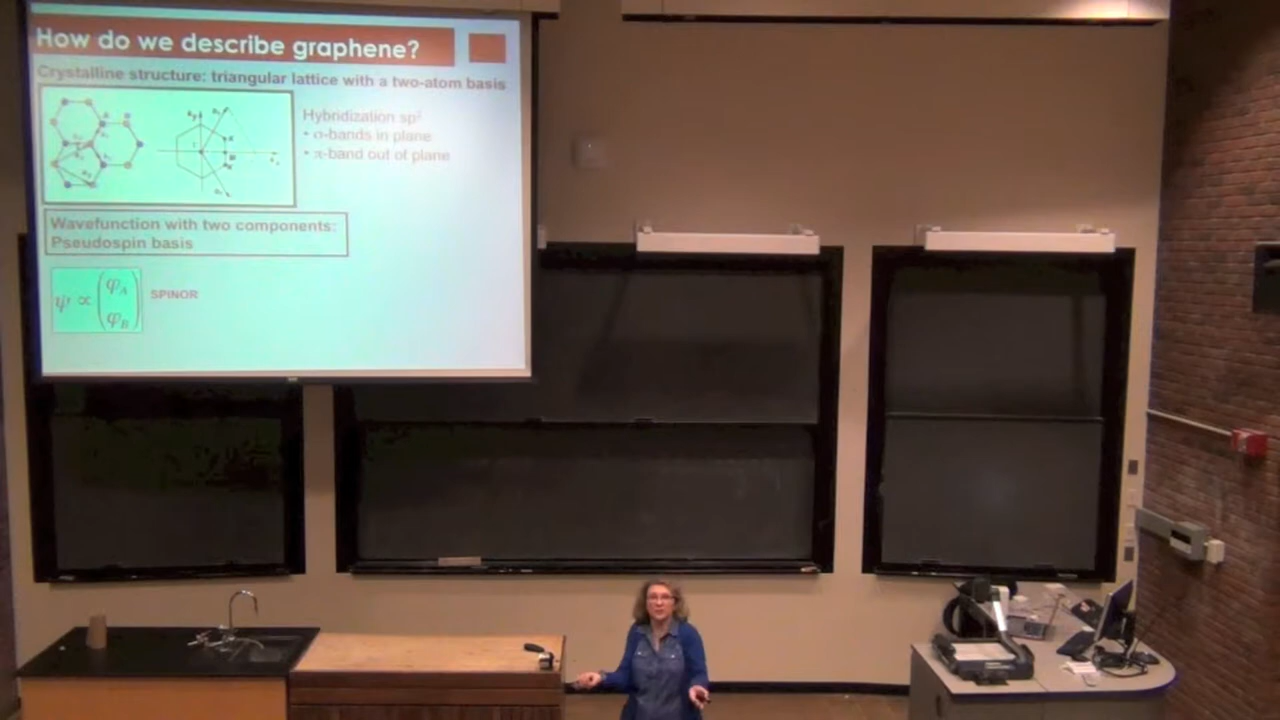 How do we describe graphene?
Crystalline structure: triangular lattice with a two-atom basis
Hybridization sp²
• σ-bands in plane
• π-band out of plane
Wavefunction with two components:
Pseudospin basis
ψ ∝ (φA
φB)
SPINOR